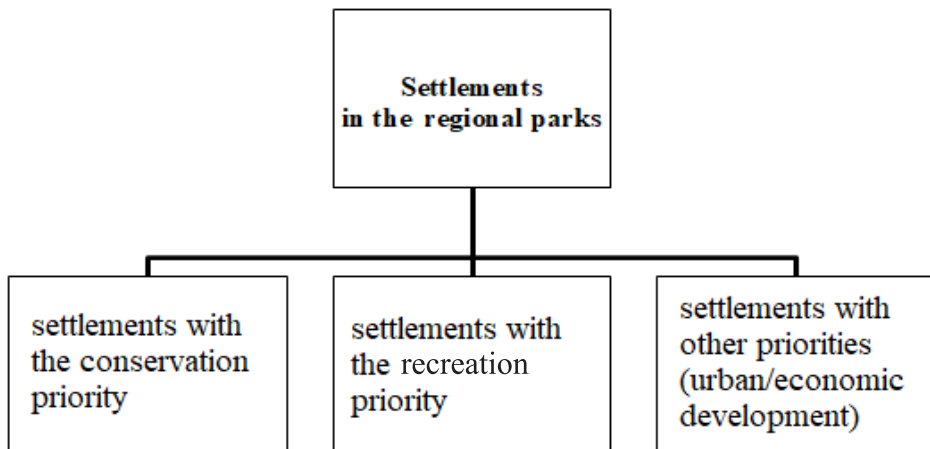 Settlements
in the regional parks
settlements with
the conservation
priority
settlements with
the recreation
priority
settlements with
other priorities
(urban/economic
development)